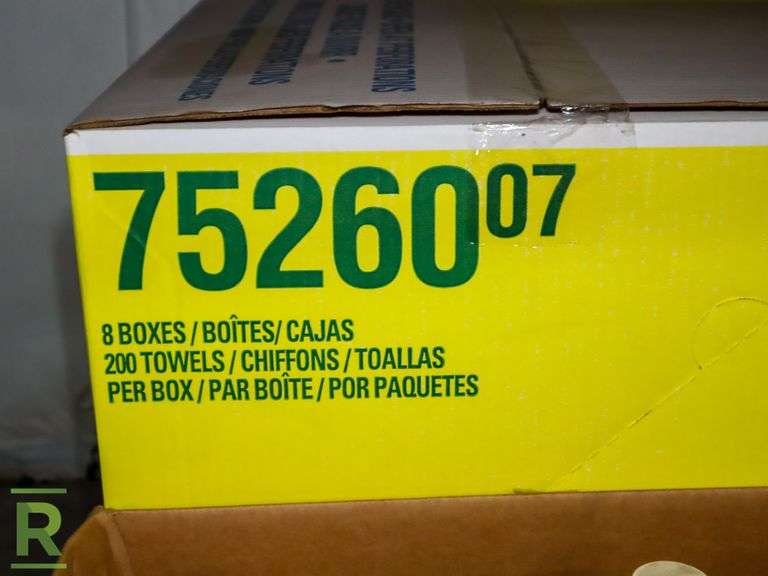 7526007
8 BOXES / BOÎTES / CAJAS
200 TOWELS / CHIFFONS / TOALLAS
PER BOX / PAR BOÎTE / POR PAQUETES
R